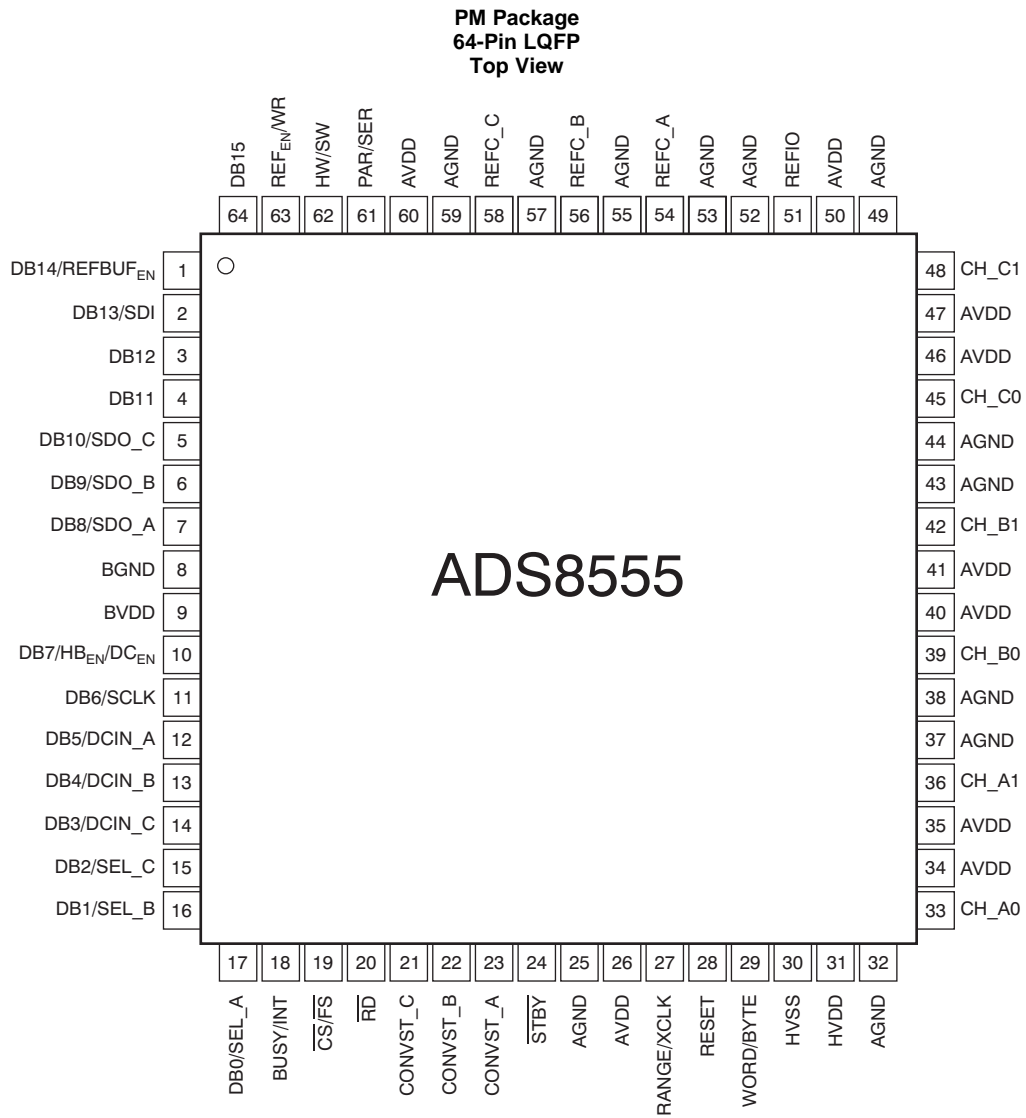 PM Package
64-Pin LQFP
Top View
DB15
REFEN/WR
HW/SW
PAR/SER
AVDD
AGND
REFC_C
AGND
REFC_B
AGND
REFC_A
AGND
AGND
REFIO
AVDD
AGND
64 63 62 61 60 59 58 57 56 55 54 53 52 51 50 49
DB14/REFBUFEN 1
DB13/SDI 2
DB12 3
DB11 4
DB10/SDO_C 5
DB9/SDO_B 6
DB8/SDO_A 7
BGND 8
BVDD 9
DB7/HBEN/DCEN 10
DB6/SCLK 11
DB5/DCIN_A 12
DB4/DCIN_B 13
DB3/DCIN_C 14
DB2/SEL_C 15
DB1/SEL_B 16
ADS8555
48 CH_C1
47 AVDD
46 AVDD
45 CH_C0
44 AGND
43 AGND
42 CH_B1
41 AVDD
40 AVDD
39 CH_B0
38 AGND
37 AGND
36 CH_A1
35 AVDD
34 AVDD
33 CH_A0
17 18 19 20 21 22 23 24 25 26 27 28 29 30 31 32
DB0/SEL_A
BUSY/INT
CS/FS
RD
CONVST_C
CONVST_B
CONVST_A
STBY
AGND
AVDD
RANGE/XCLK
RESET
WORD/BYTE
HVSS
HVDD
AGND